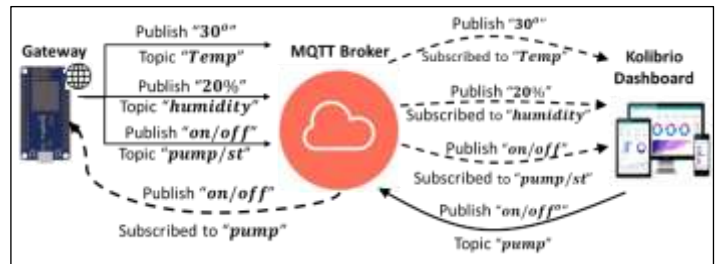 Gateway
Publish "30°"
Topic "Temp"
Publish "20%"
Topic "humidity"
Publish "on/off"
Topic "pump/st"
Publish "on/off"
Subscribed to "pump"
MQTT Broker
Publish "30°"
Subscribed to "Temp"
Publish "20%"
Subscribed to "humidity"
Publish "on/off"
Subscribed to "pump/st"
Publish "on/off°"
Topic "pump"
Kolibrio
Dashboard